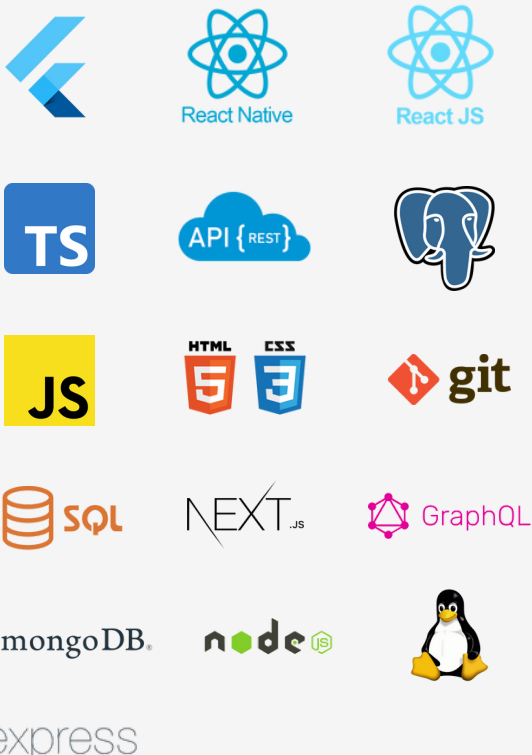 React Native
React JS
TS
API {REST}
JS
HTML
5
CSS
3
git
SQL
NEXT.JS
GraphQL
mongoDB®
node
JS
express